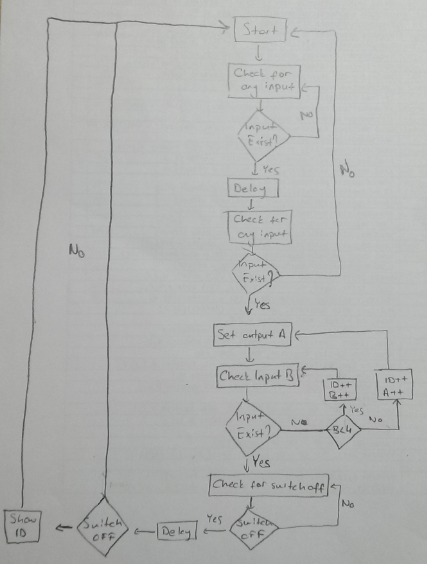 Start
Check for
any input
No
Input
Exist?
Yes
Delay
No
Check for
any input
Input
Exist?
Yes
No
Set output A
Check Input B
ID++
B++
ID++
A++
Yes
Input
Exist?
No
B<4
No
Yes
Check for switch off
No
Show
ID
Switch
OFF
Delay
Yes
Switch
OFF